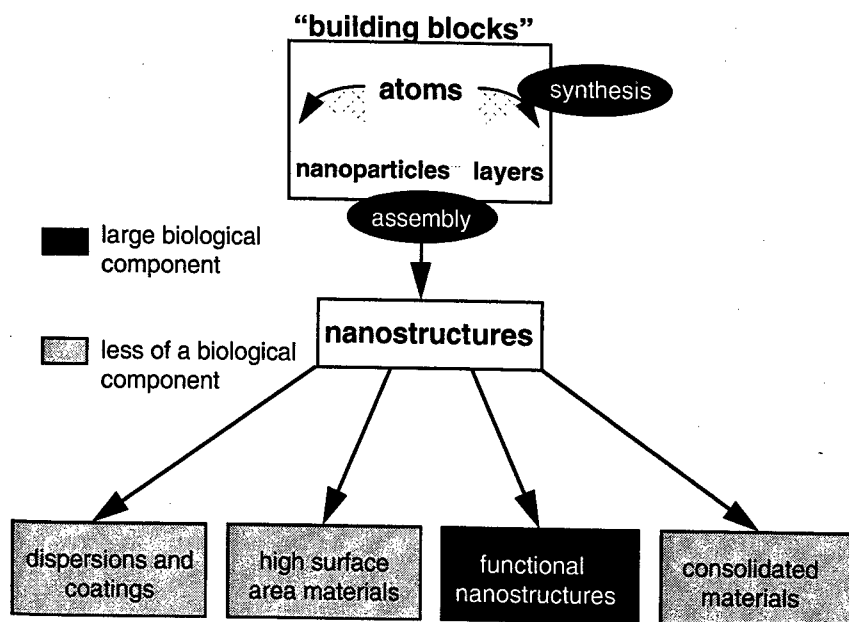 “building blocks”
atoms
synthesis
nanoparticles layers
assembly
large biological
component
nanostructures
less of a biological
component
dispersions and
coatings
high surface
area materials
functional
nanostructures
consolidated
materials